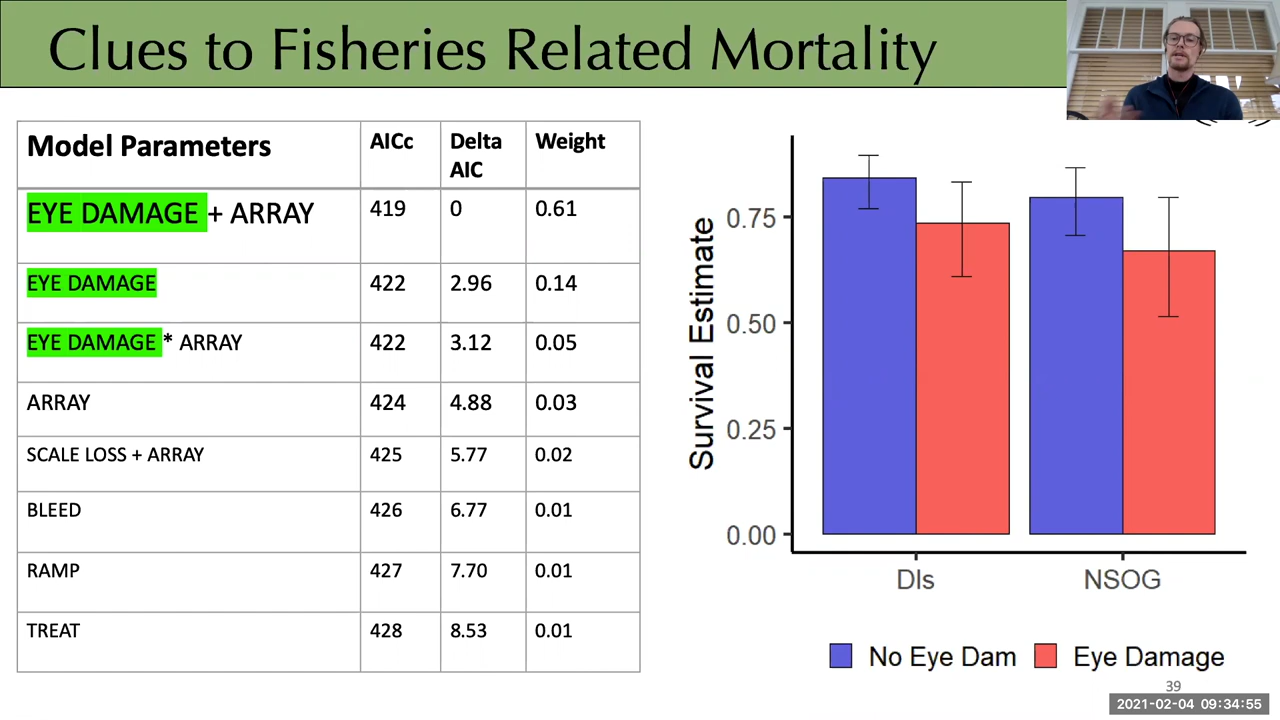 Clues to Fisheries Related Mortality
Model Parameters AICc Delta AIC Weight
EYE DAMAGE + ARRAY 419 0 0.61
EYE DAMAGE 422 2.96 0.14
EYE DAMAGE * ARRAY 422 3.12 0.05
ARRAY 424 4.88 0.03
SCALE LOSS + ARRAY 425 5.77 0.02
BLEED 426 6.77 0.01
RAMP 427 7.70 0.01
TREAT 428 8.53 0.01
Survival Estimate
0.75
0.50
0.25
0.00
DIs NSOG
No Eye Dam Eye Damage
39
2021-02-04 09:34:55